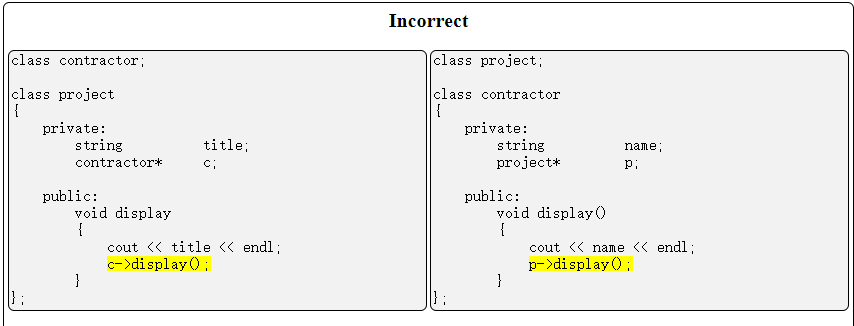 Incorrect
class contractor;
class project
{
    private:
        string          title;
        contractor*     c;
    public:
        void display
        {
            cout << title << endl;
            c->display();
        }
};
class project;
class contractor
{
    private:
        string          name;
        project*        p;
    public:
        void display()
        {
            cout << name << endl;
            p->display();
        }
};